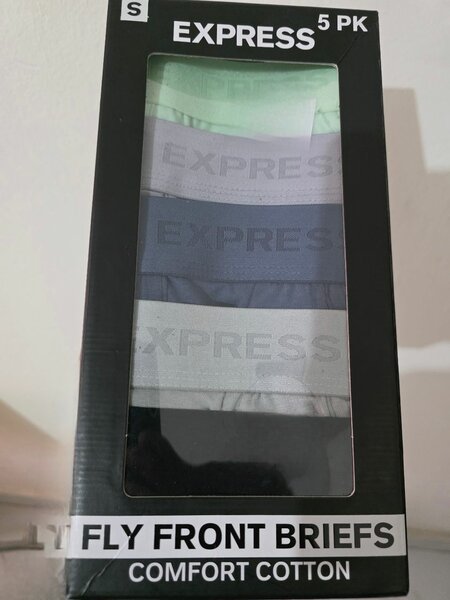 S
EXPRESS 5 PK
EXPRESS
EXPRESS
EXPRESS
FLY FRONT BRIEFS
COMFORT COTTON